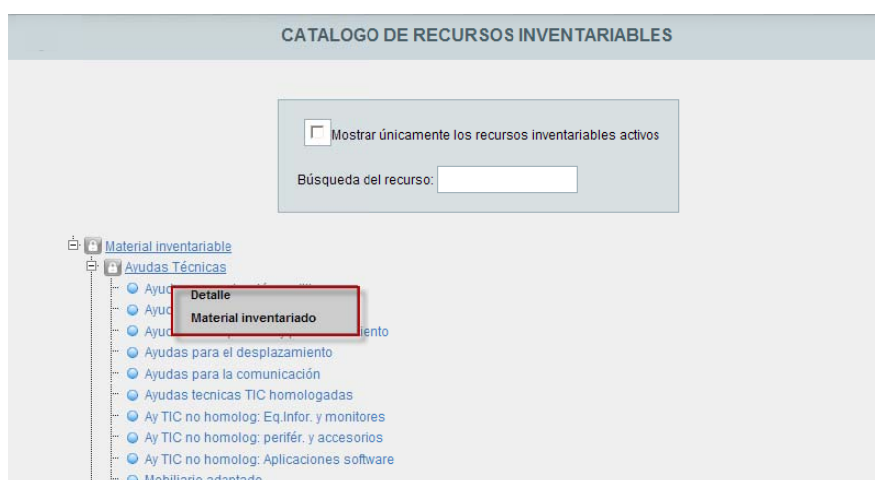 CATALOGO DE RECURSOS INVENTARIABLES
Mostrar únicamente los recursos inventariables activos
Búsqueda del recurso:
Material inventariable
Ayudas Técnicas
Detalle
Material inventariado
Ayudas para el desplazamiento
Ayudas para la comunicación
Ayudas tecnicas TIC homologadas
Ay TIC no homolog: Eq.Infor. y monitores
Ay TIC no homolog: perifér. y accesorios
Ay TIC no homolog: Aplicaciones software
Mobiliario adaptado